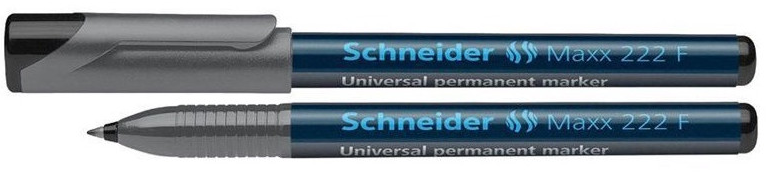 Schneider Maxx 222 F
Universal permanent marker
Schneider Maxx 222 F
Universal permanent marker